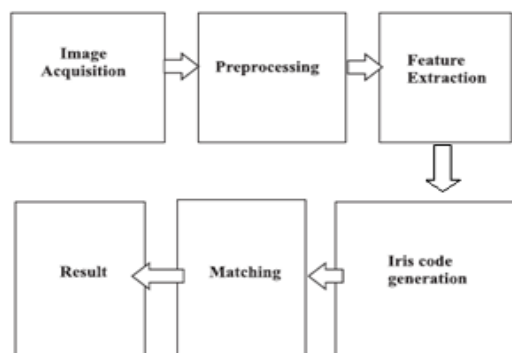 Image
Acquisition
Preprocessing
Feature
Extraction
Iris code
generation
Matching
Result